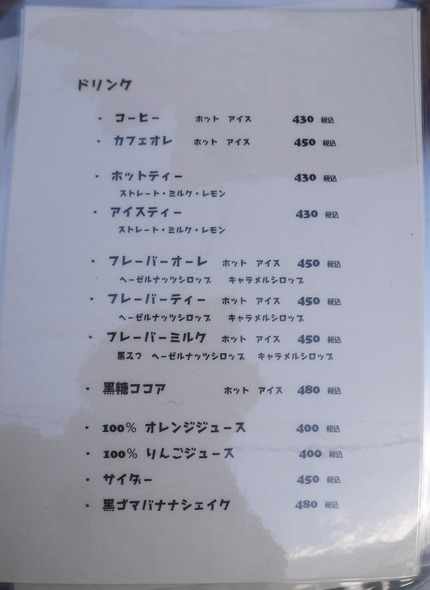 ドリンク
・ コーヒー ホット アイス 430 税込
・ カフェオレ ホット アイス 450 税込
・ ホットティー 430 税込
ストレート・ミルク・レモン
・ アイスティー 430 税込
ストレート・ミルク・レモン
・ フレーバーオーレ ホット アイス 450 税込
ヘーゼルナッツシロップ キャラメルシロップ
・ フレーバーティー ホット アイス 450 税込
ヘーゼルナッツシロップ キャラメルシロップ
・ フレーバーミルク ホット アイス 450 税込
ヘーゼルナッツシロップ キャラメルシロップ
・ 黒糖ココア ホット アイス 480 税込
・ 100% オレンジジュース 400 税込
・ 100% りんごジュース 400 税込
・ サイダー 450 税込
・ 黒ゴマバナナシェイク 480 税込